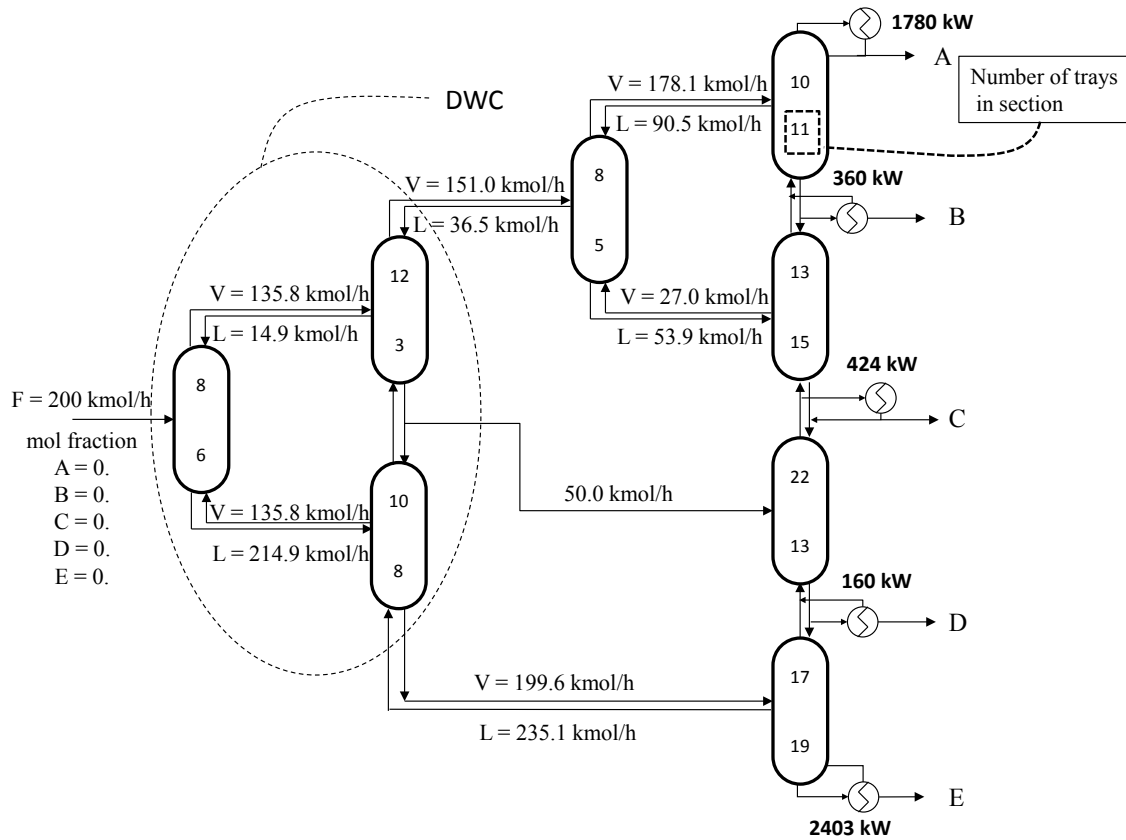 1780 kW
A
Number of trays
in section
10
11
DWC
V = 178.1 kmol/h
L = 90.5 kmol/h
8
5
360 kW
B
V = 151.0 kmol/h
L = 36.5 kmol/h
12
3
13
15
V = 27.0 kmol/h
L = 53.9 kmol/h
V = 135.8 kmol/h
L = 14.9 kmol/h
424 kW
C
F = 200 kmol/h
mol fraction
A = 0.
B = 0.
C = 0.
D = 0.
E = 0.
8
6
V = 135.8 kmol/h
L = 214.9 kmol/h
10
8
50.0 kmol/h
22
13
160 kW
D
V = 199.6 kmol/h
L = 235.1 kmol/h
17
19
E
2403 kW